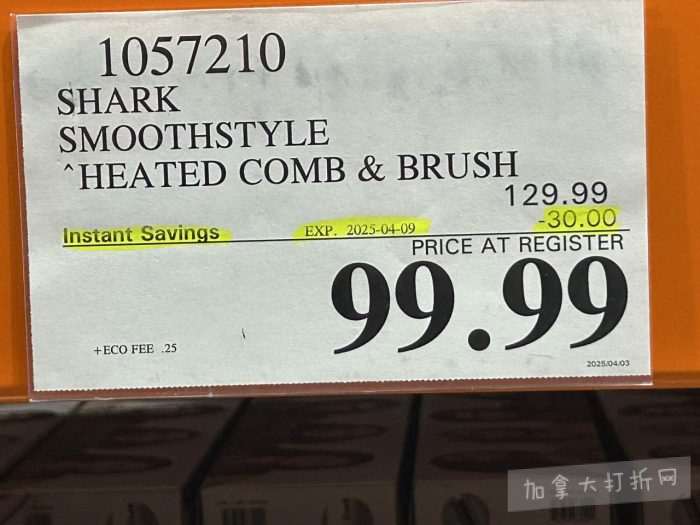 1057210
SHARK
SMOOTHSTYLE
^HEATED COMB & BRUSH
129.99
Instant Savings EXP. 2025-04-09 -30.00
PRICE AT REGISTER
99.99
+ECO FEE .25
2025/04/03
加拿大打折网